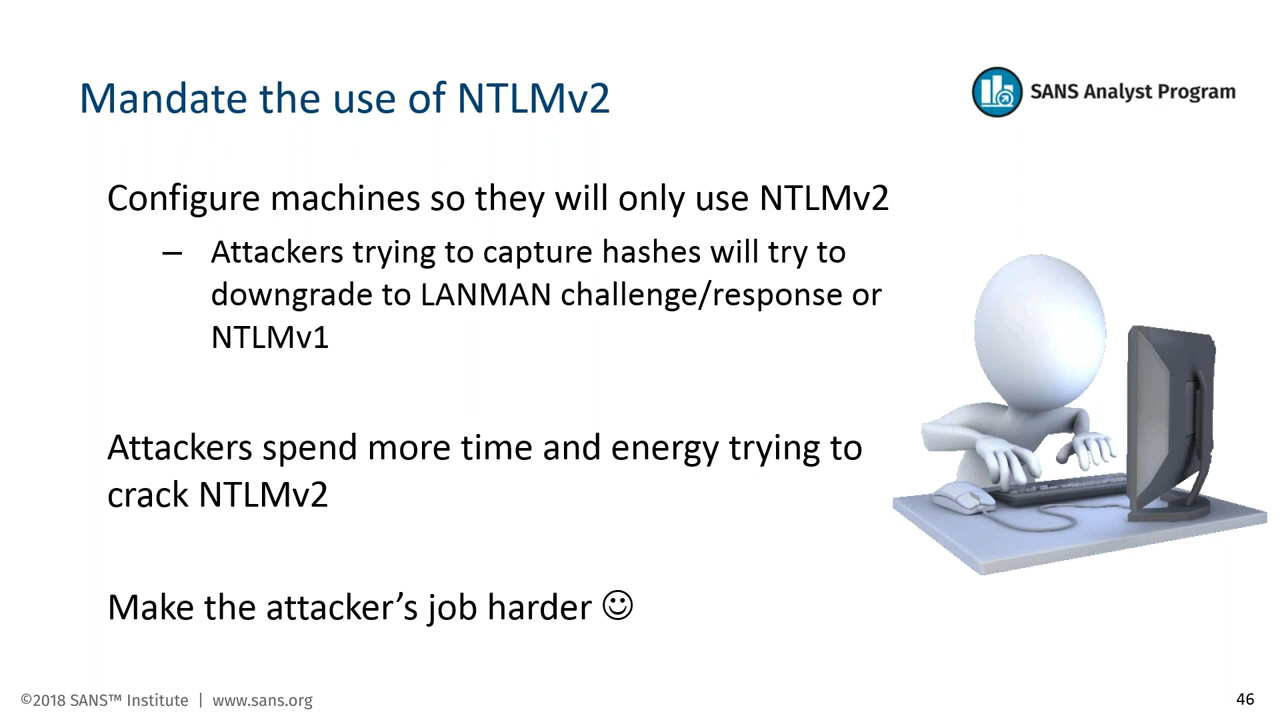 Mandate the use of NTLMv2
SANS Analyst Program
Configure machines so they will only use NTLMv2
– Attackers trying to capture hashes will try to
downgrade to LANMAN challenge/response or
NTLMv1
Attackers spend more time and energy trying to
crack NTLMv2
Make the attacker’s job harder ☺
©2018 SANS™ Institute | www.sans.org
46